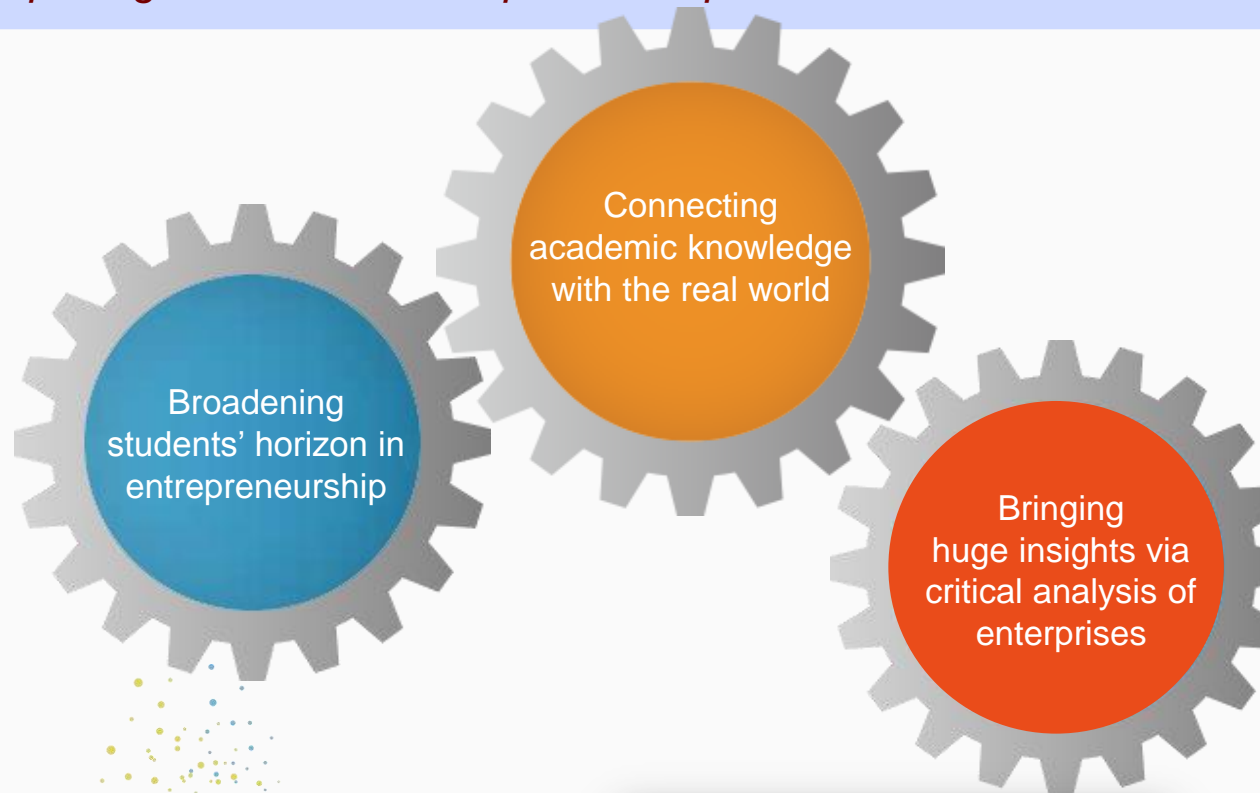 Connecting
academic knowledge
with the real world
Broadening
students’ horizon in
entrepreneurship
Bringing
huge insights via
critical analysis of
enterprises